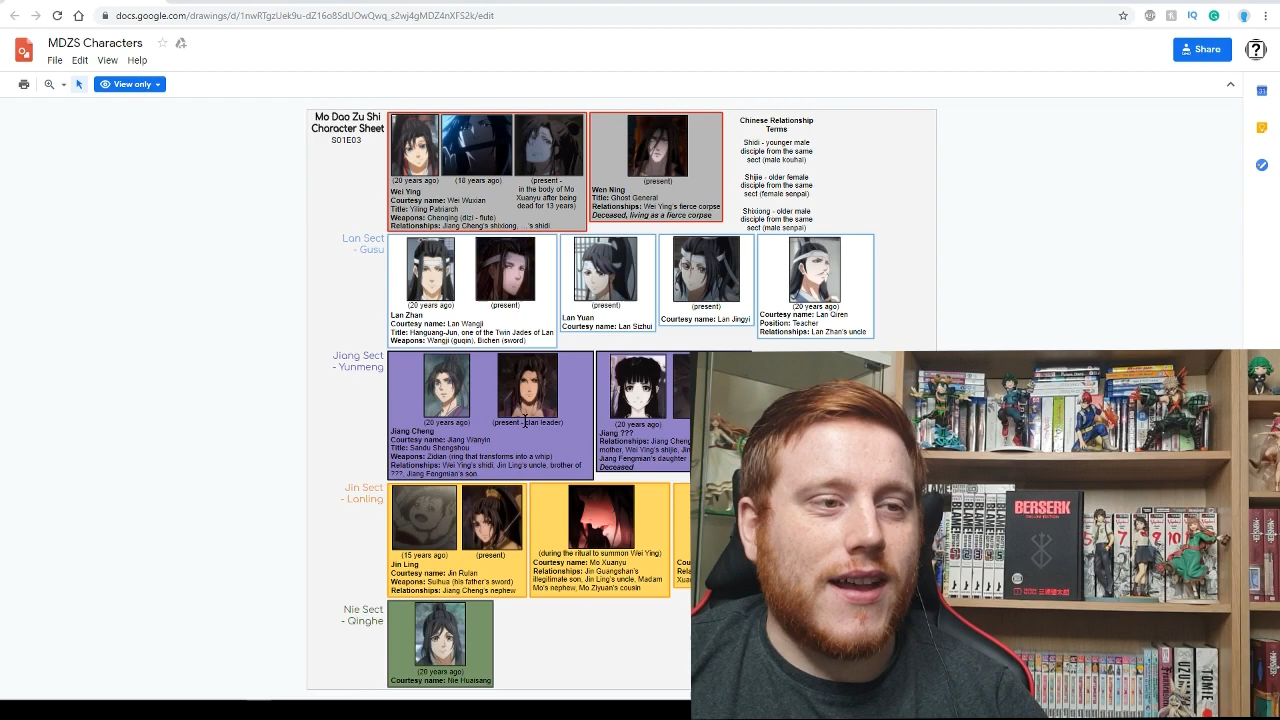 docs.google.com/drawings/d/1nwRTgzUek9u-dZ16o8SdUOwQwq_s2wj4gMDZ4nXFS2k/edit
MDZS Characters
File Edit View Help
Share
View only
Mo Dao Zu Shi
Character Sheet
S01E03
(20 years ago)
(18 years ago)
(present -
in the body of Mo
Xuanyu after being
dead for 13 years)
Wei Ying
Courtesy name: Wei Wuxian
Title: Yiling Patriarch
Weapons: Chenqing (dizi - flute)
Relationships: Jiang Cheng's shixiong, ....'s shidi
(present)
Wen Ning
Title: Ghost General
Relationships: Wei Ying's fierce corpse
Deceased, living as a fierce corpse
Chinese Relationship
Terms
Shidi - younger male
disciple from the same
sect (male kouhai)
Shijie - older female
disciple from the same
sect (female senpai)
Shixiong - older male
disciple from the same
sect (male senpai)
Lan Sect
- Gusu
(20 years ago)
(present)
Lan Zhan
Courtesy name: Lan Wangji
Title: Hanguang-Jun, one of the Twin Jades of Lan
Weapons: Wangji (guqin), Bichen (sword)
(present)
Lan Yuan
Courtesy name: Lan Sizhui
(present)
Courtesy name: Lan Jingyi
(20 years ago)
Courtesy name: Lan Qiren
Position: Teacher
Relationships: Lan Zhan's uncle
Jiang Sect
- Yunmeng
(20 years ago)
(present - clan leader)
Jiang Cheng
Courtesy name: Jiang Wanyin
Title: Sandu Shengshou
Weapons: Zidian (ring that transforms into a whip)
Relationships: Wei Ying's shidi, Jin Ling's uncle, brother of
???, Jiang Fengmian's son
(20 years ago)
Jiang ???
Relationships: Jiang Cheng
mother, Wei Ying's shijie, Jin
Jiang Fengmian's daughter
Deceased
Jin Sect
- Lanling
(15 years ago)
(present)
Jin Ling
Courtesy name: Jin Rulan
Weapons: Suihua (his father's sword)
Relationships: Jiang Cheng's nephew
(during the ritual to summon Wei Ying)
Courtesy name: Mo Xuanyu
Relationships: Jin Guangshan's
illegitimale son, Jin Ling's uncle, Madam
Mo's nephew, Mo Ziyuan's cousin
Nie Sect
- Qinghe
(20 years ago)
Courtesy name: Nie Huaisang
BERSERK
BLAME!
TOMIE